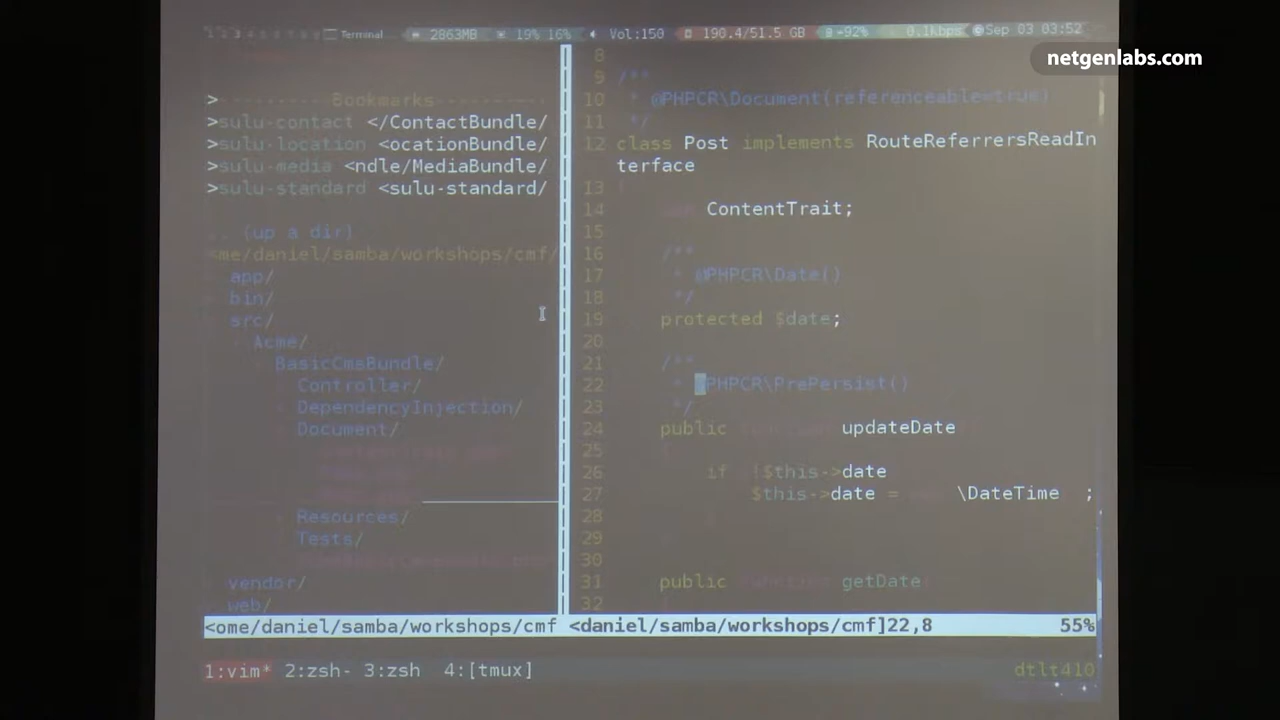 Terminal 2863MB 19% 16% Vol:150 190.4/51.5 GB ~92% 0.1Kbps Sep 03 03:52
netgenlabs.com
>---------- Bookmarks----------
>sulu-contact </ContactBundle/
>sulu-location <ocationBundle/
>sulu-media <ndle/MediaBundle/
>sulu-standard <sulu-standard/
.. (up a dir)
<me/daniel/samba/workshops/cmf/
app/
bin/
src/
Acme/
BasicCmsBundle/
Controller/
DependencyInjection/
Document/
Resources/
Tests/
vendor/
web/
<ome/daniel/samba/workshops/cmf
8
9 /**
10 * @PHPCR\Document(referenceable=true)
11 */
12 class Post implements RouteReferrersReadIn
terface
13
14 ContentTrait;
15
16 /**
17 * @PHPCR\Date()
18 */
19 protected $date;
20
21 /**
22 * @PHPCR\PrePersist()
23 */
24 public updateDate
25
26 if !$this->date
27 $this->date = \DateTime ;
28
29
30
31 public function getDate
32
<daniel/samba/workshops/cmf]22,8 55%
1:vim* 2:zsh- 3:zsh 4:[tmux] dtlt410